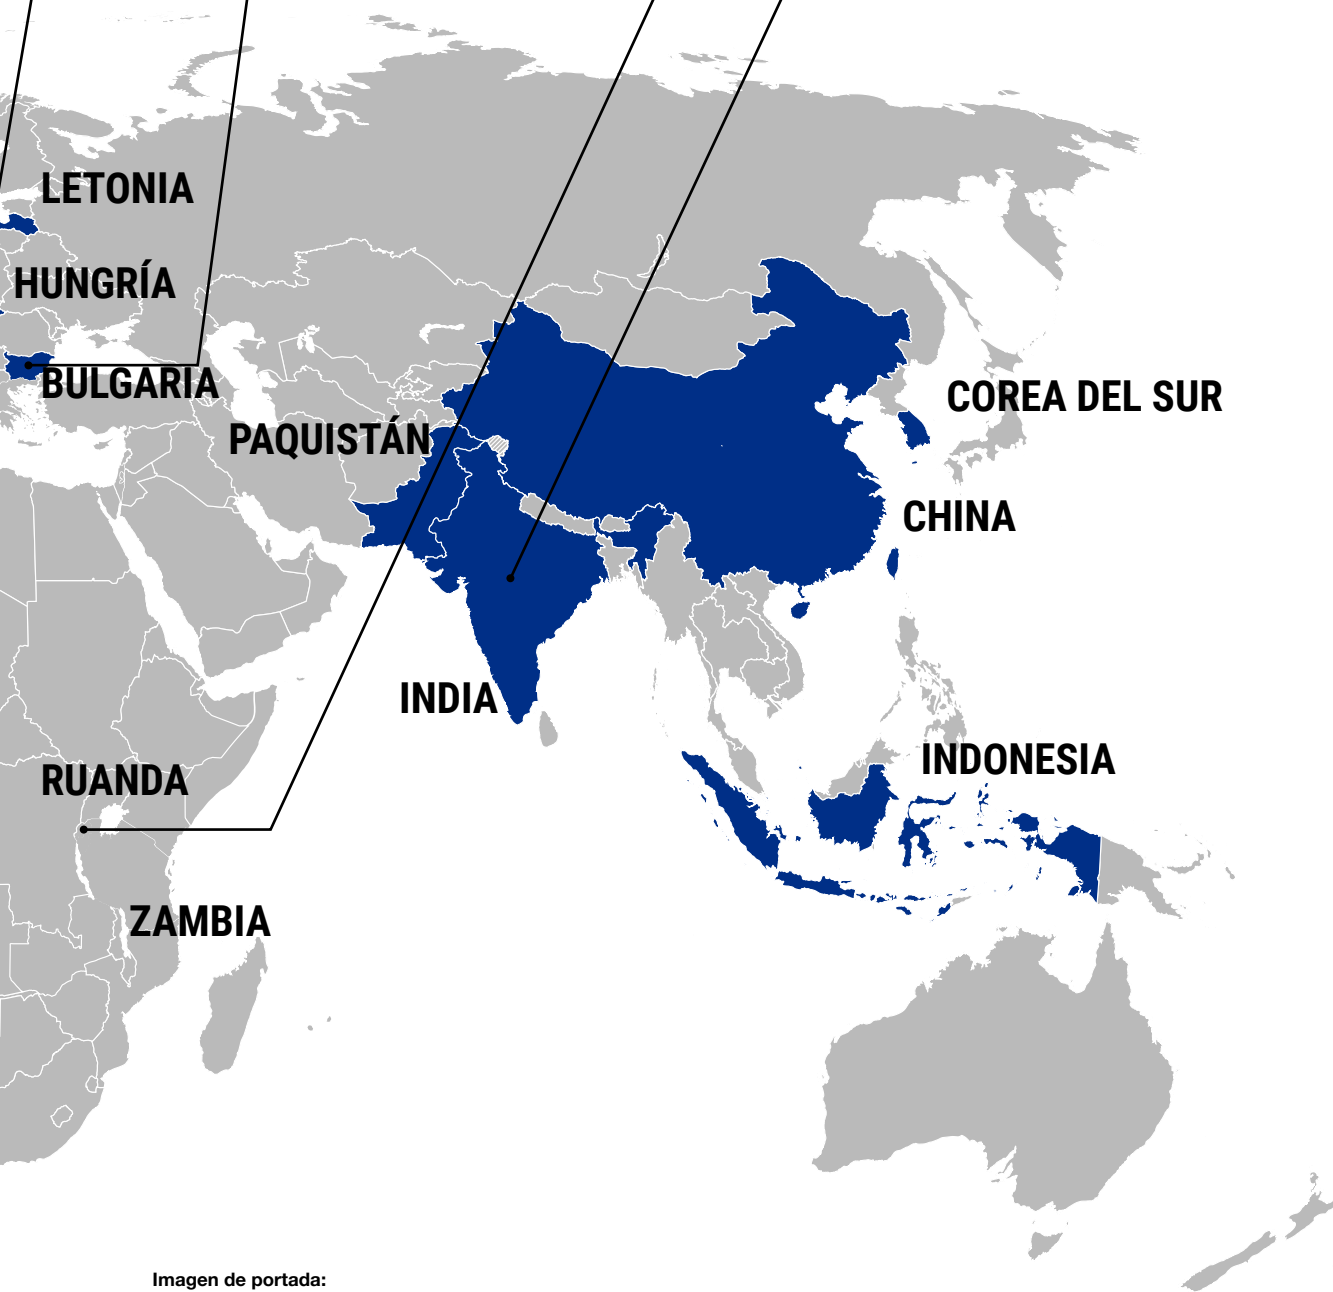 LETONIA
HUNGRÍA
BULGARIA
PAQUISTÁN
COREA DEL SUR
CHINA
INDIA
INDONESIA
RUANDA
ZAMBIA
Imagen de portada: